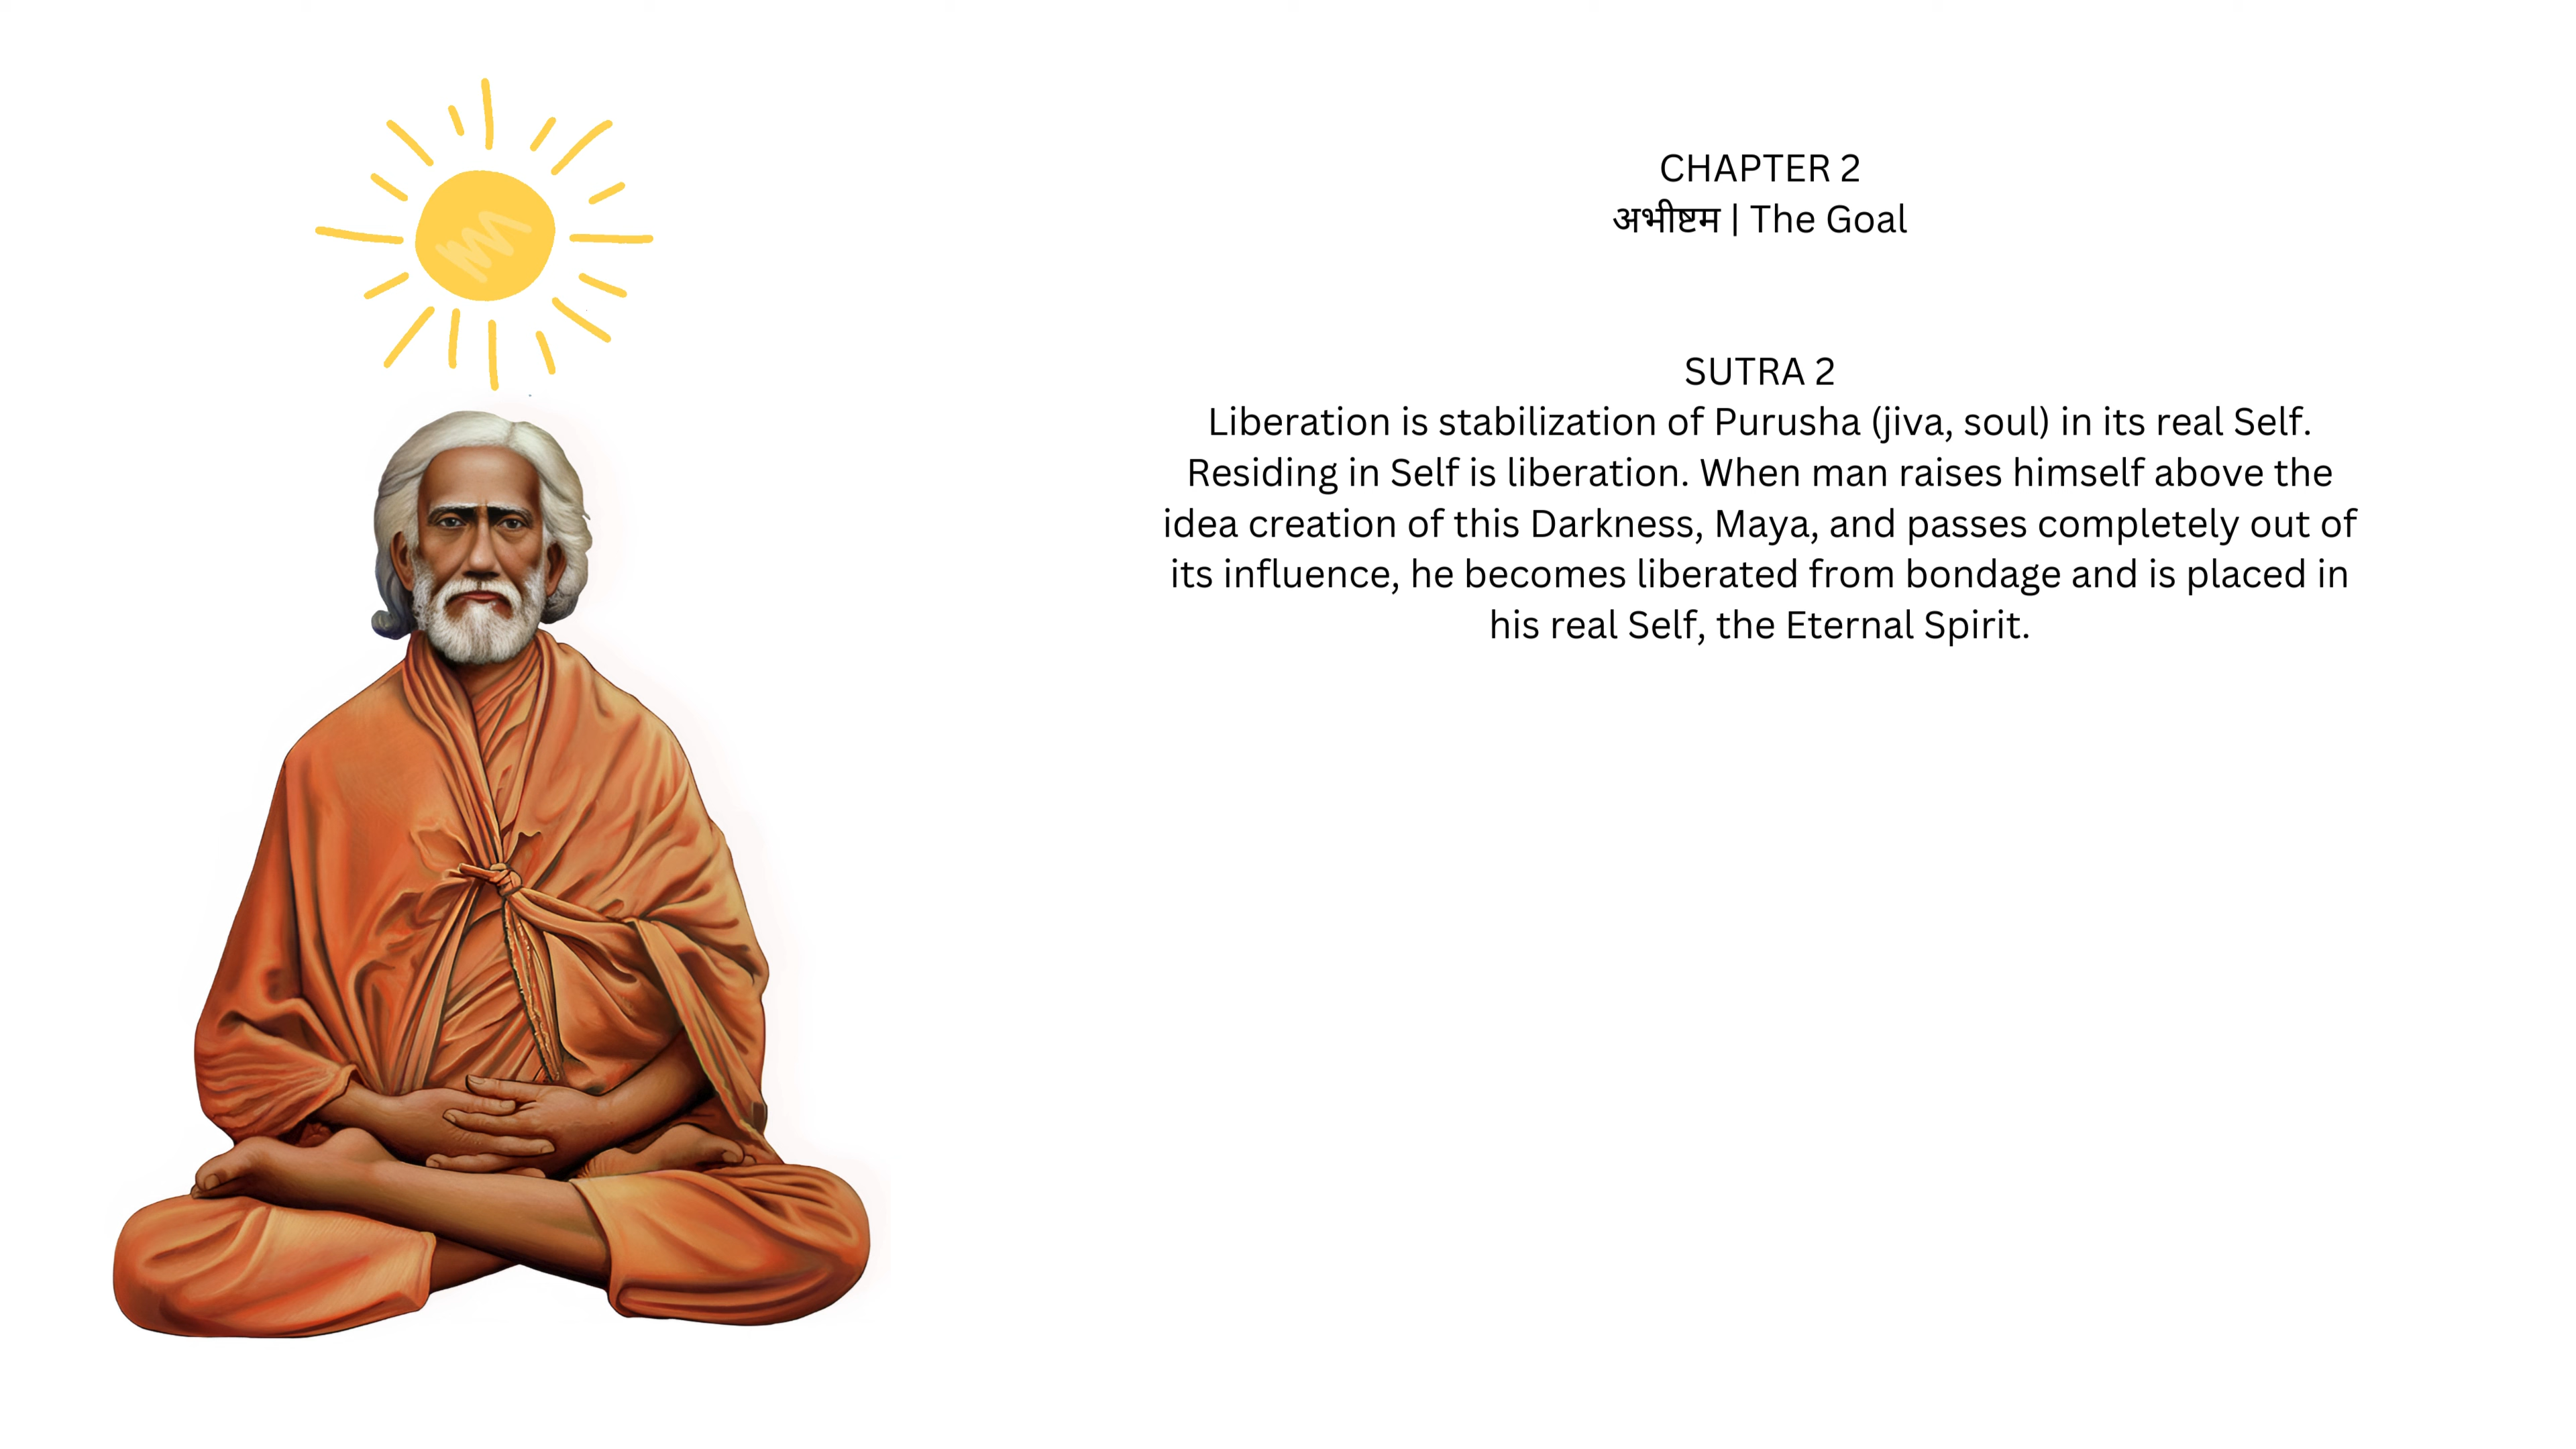 CHAPTER 2
अभीष्टम | The Goal
SUTRA 2
Liberation is stabilization of Purusha (jiva, soul) in its real Self.
Residing in Self is liberation. When man raises himself above the
idea creation of this Darkness, Maya, and passes completely out of
its influence, he becomes liberated from bondage and is placed in
his real Self, the Eternal Spirit.